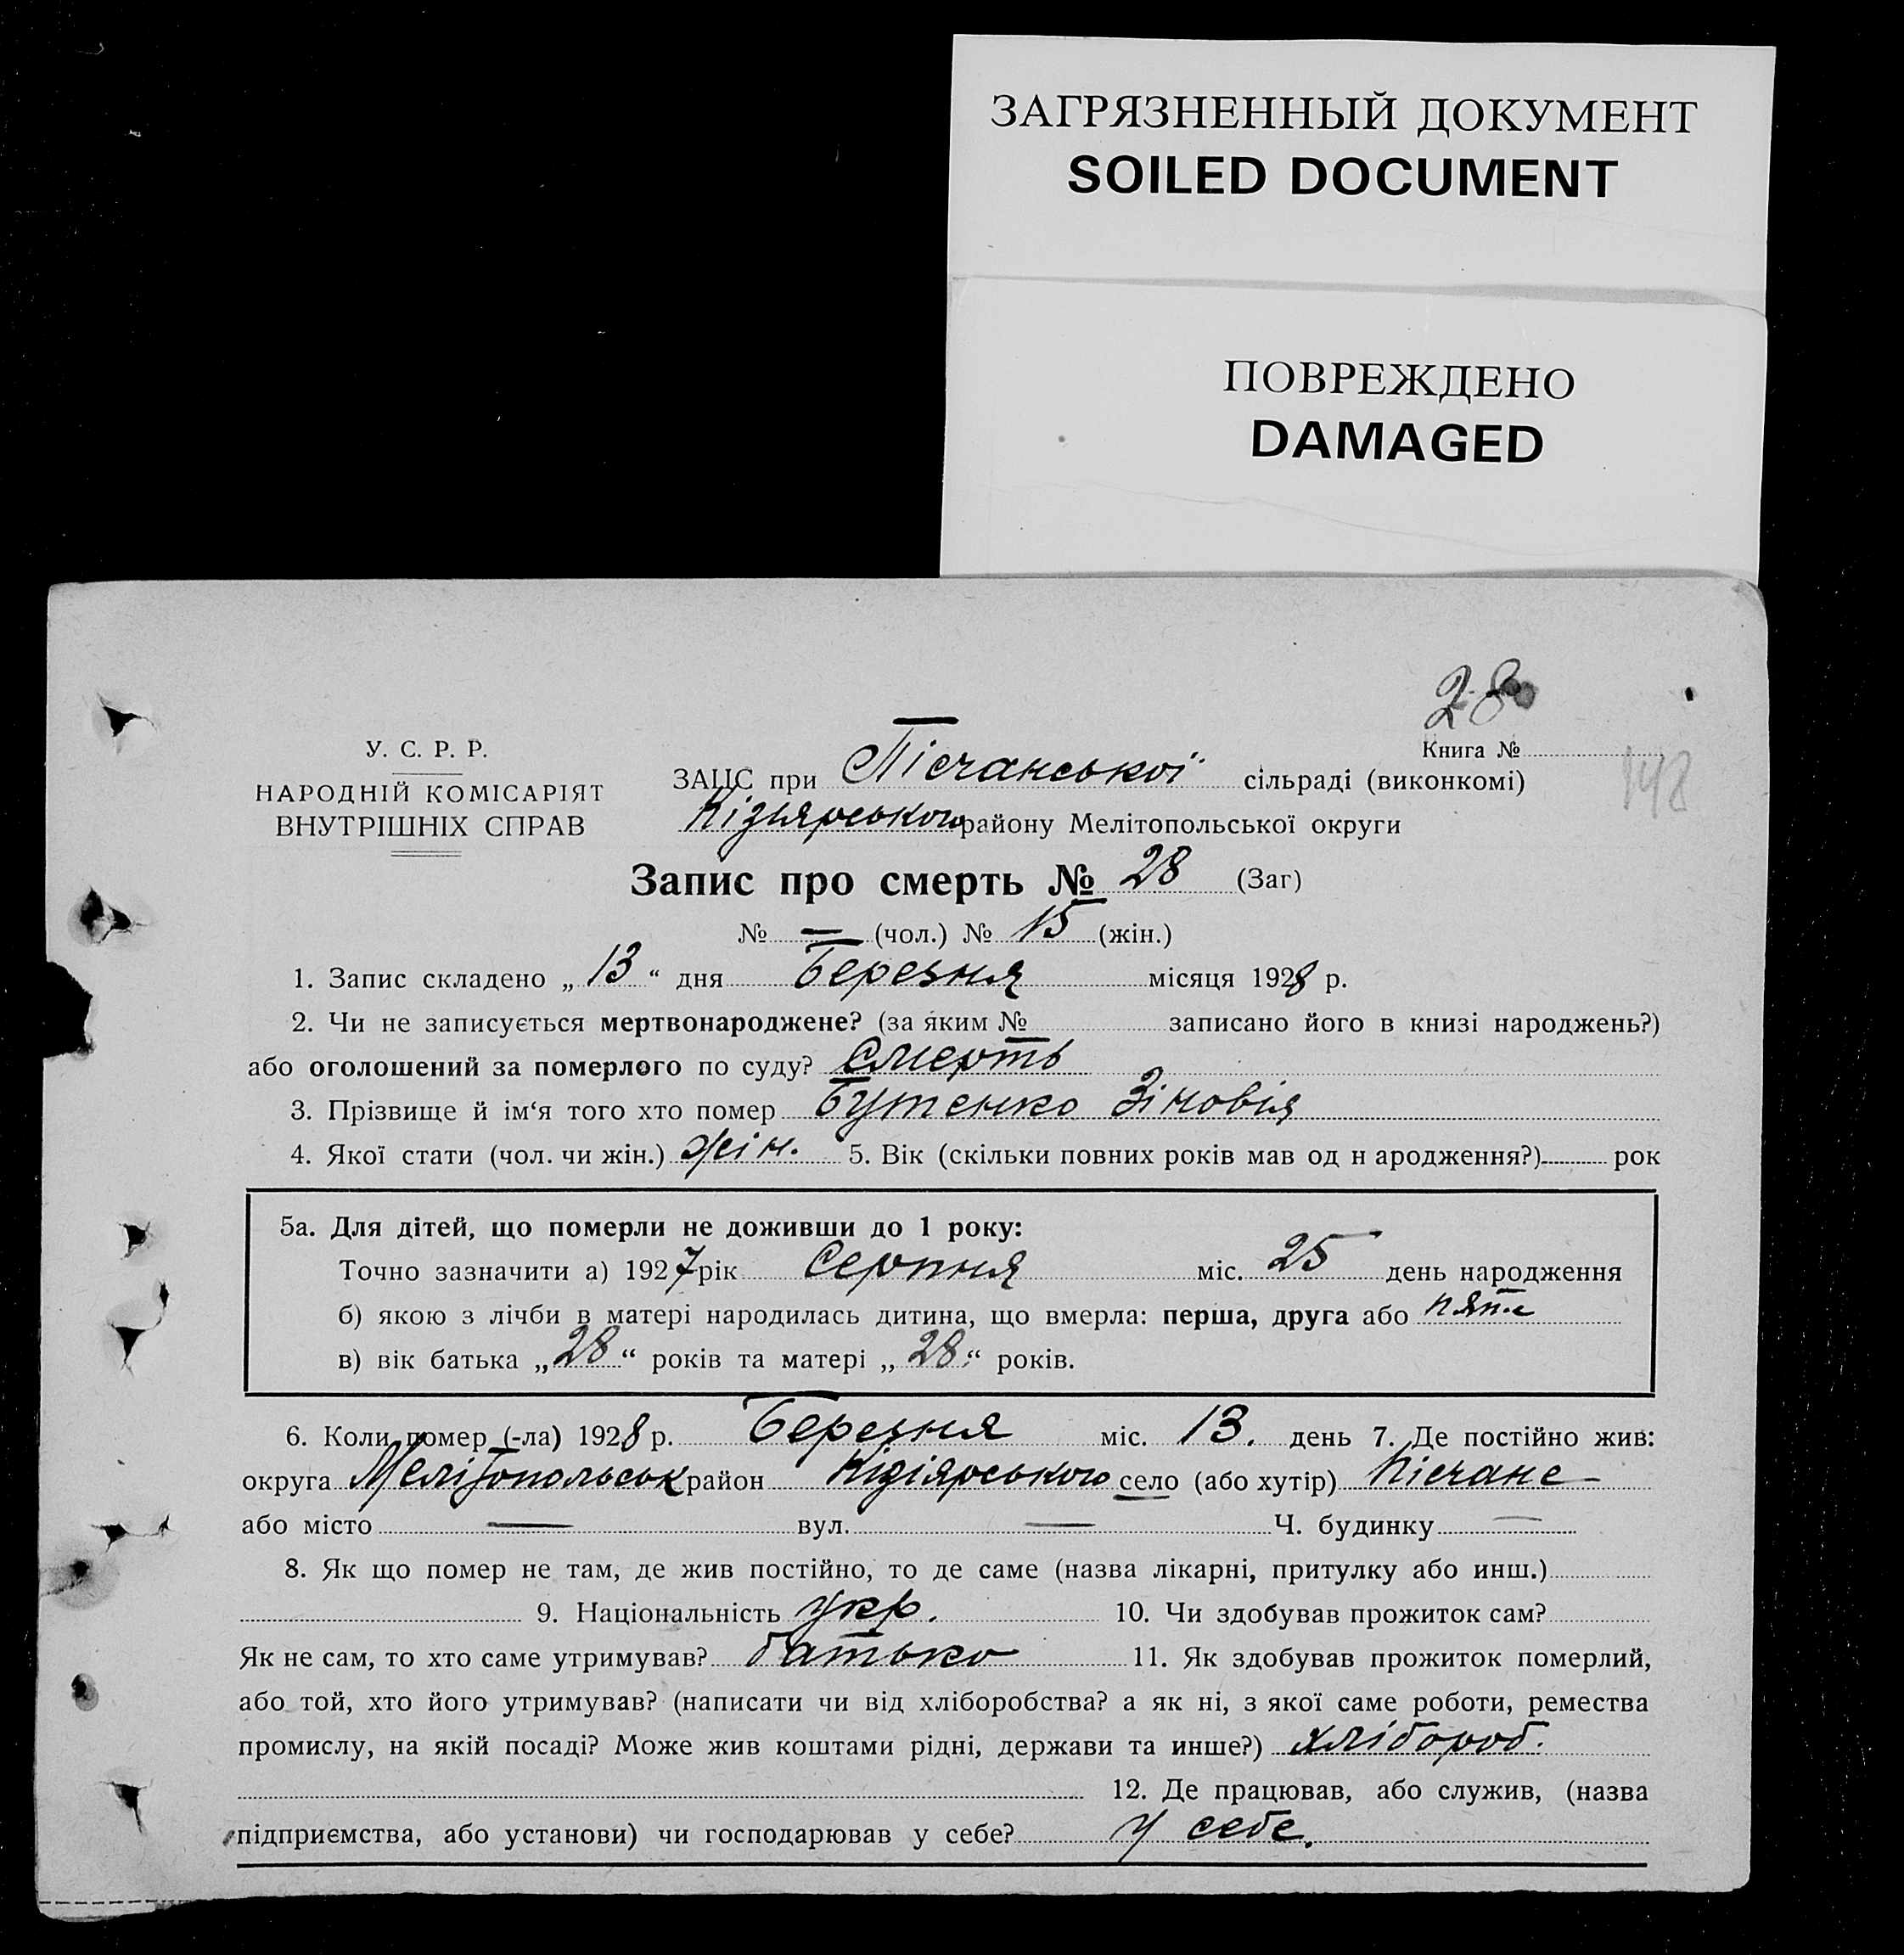 ЗАГРЯЗНЕННЫЙ ДОКУМЕНТ
SOILED DOCUMENT
ПОВРЕЖДЕНО
DAMAGED
28
У. С. Р. Р.
НАРОДНІЙ КОМІСАРІЯТ
ВНУТРІШНІХ СПРАВ
Книга №
148
ЗАЦС при Пісчанської сільраді (виконкомі)
Кізіярського району Мелітопольської округи
Запис про смерть № 28 (Заг)
№ — (чол.) № 15 (жін.)
1. Запис складено „ 13 “ дня Березня місяця 1928 р.
2. Чи не записується мертвонароджене? (за яким № записано його в книзі народжень?)
або оголошений за померлого по суду? Смерть
3. Прізвище й ім‘я того хто помер Бутенко Зіновія
4. Якої стати (чол. чи жін.) жін. 5. Вік (скільки повних років мав од н ародження?) рок
5а. Для дітей, що померли не доживши до 1 року:
Точно зазначити а) 1927 рік Серпня міс. 25 день народження
б) якою з лічби в матері народилась дитина, що вмерла: перша, друга або
в) вік батька „ 28 “ років та матері „ 28 “ років.
6. Коли помер (-ла) 1928 р. Березня міс. 13. день 7. Де постійно жив:
округа Мелітопольськ район Кізіярського село (або хутір) Пісчане
або місто — вул. — Ч. будинку —
8. Як що помер не там, де жив постійно, то де саме (назва лікарні, притулку або инш.)
9. Національність укр. 10. Чи здобував прожиток сам?
Як не сам, то хто саме утримував? батько 11. Як здобував прожиток померлий,
або той, хто його утримував? (написати чи від хліборобства? а як ні, з якої саме роботи, ремества
промислу, на якій посаді? Може жив коштами рідні, держави та инше?) хлібороб.
12. Де працював, або служив, (назва
підприємства, або установи) чи господарював у себе? У себе.